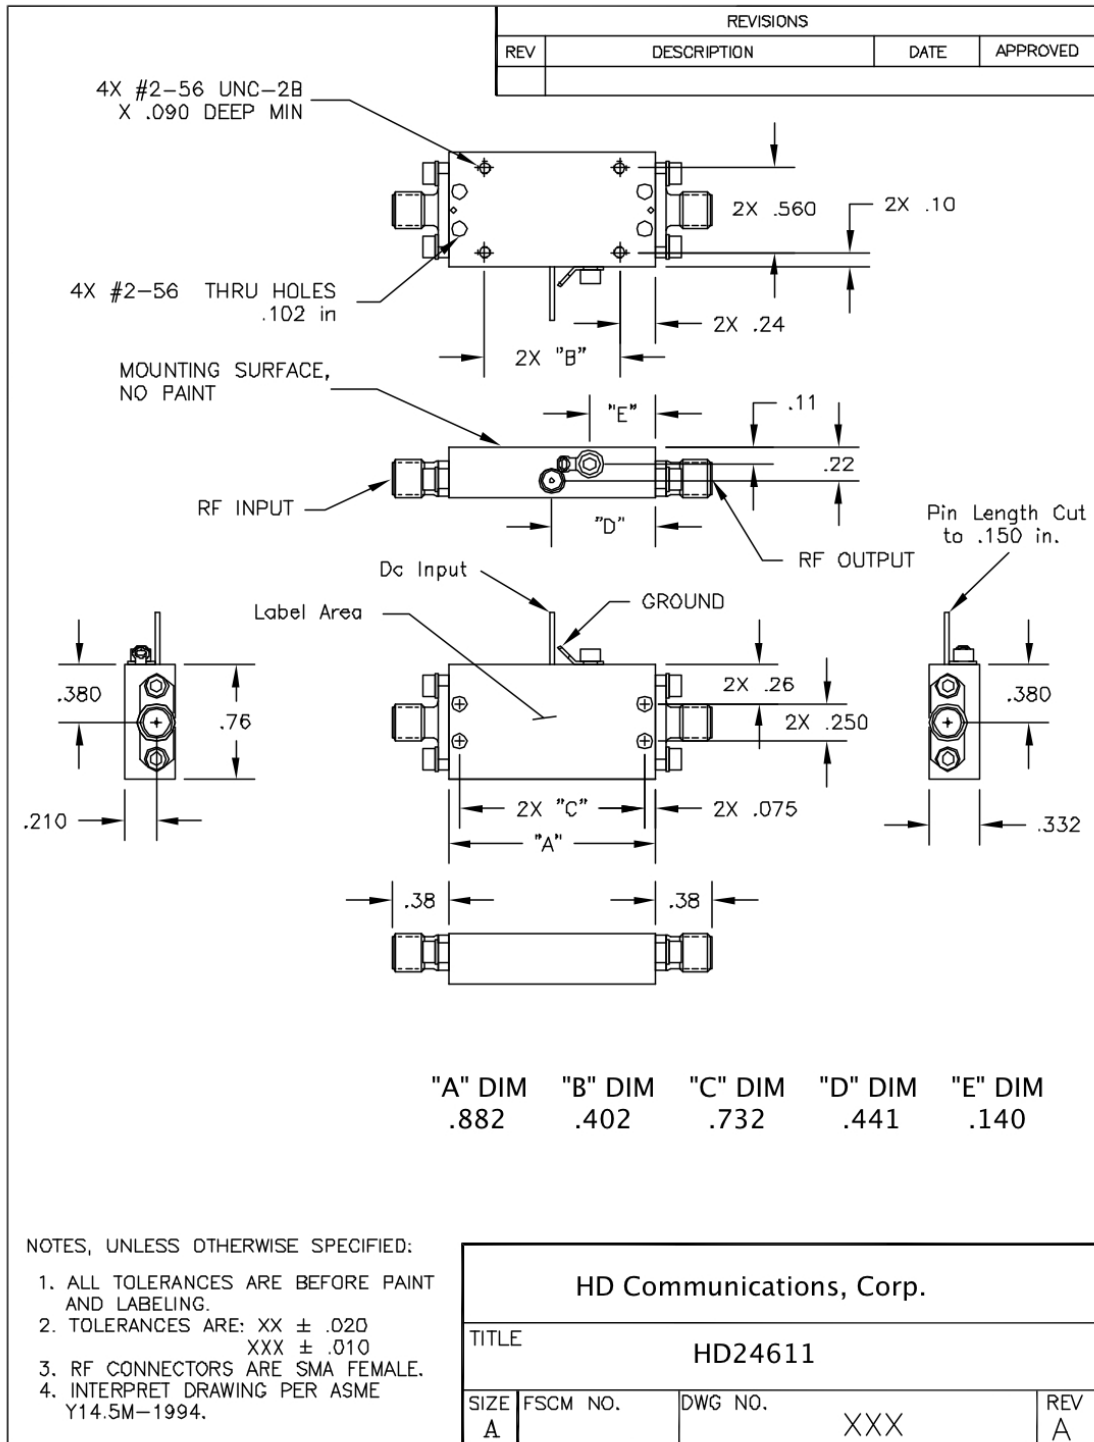 REVISIONS
REV DESCRIPTION DATE APPROVED
4X #2-56 UNC-2B
X .090 DEEP MIN
2X .560
2X .10
4X #2-56 THRU HOLES
.102 in
2X .24
2X "B"
MOUNTING SURFACE,
NO PAINT
"E"
.11
.22
RF INPUT
"D"
RF OUTPUT
Pin Length Cut
to .150 in.
Dc Input
Label Area
GROUND
.380
.76
2X .26
2X .250
.380
.210
2X "C"
2X .075
"A"
.332
.38
.38
"A" DIM "B" DIM "C" DIM "D" DIM "E" DIM
.882 .402 .732 .441 .140
NOTES, UNLESS OTHERWISE SPECIFIED:
1. ALL TOLERANCES ARE BEFORE PAINT
AND LABELING.
2. TOLERANCES ARE: XX ± .020
XXX ± .010
3. RF CONNECTORS ARE SMA FEMALE.
4. INTERPRET DRAWING PER ASME
Y14.5M-1994.
HD Communications, Corp.
TITLE
HD24611
SIZE FSCM NO. DWG NO. REV
A XXX A